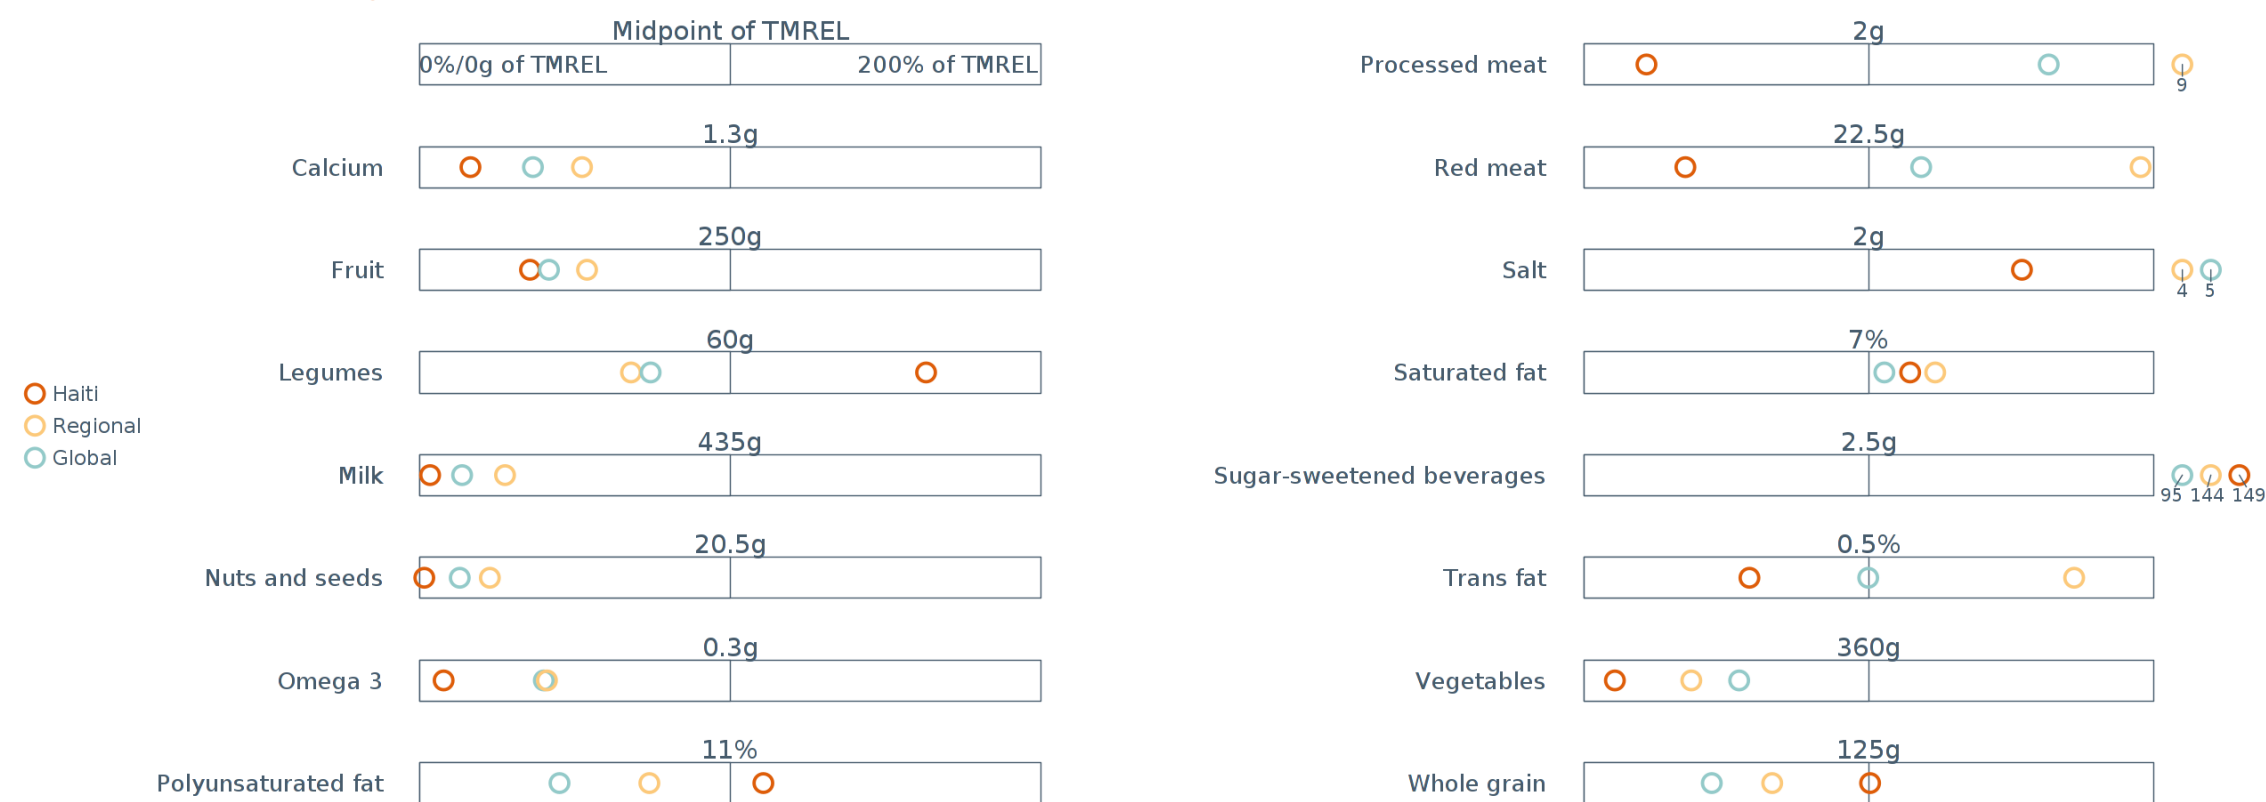 Midpoint of TMREL
0%/0g of TMREL 200% of TMREL
1.3g
Calcium
250g
Fruit
60g
Legumes
435g
Milk
20.5g
Nuts and seeds
0.3g
Omega 3
11%
Polyunsaturated fat
Haiti
Regional
Global
2g
Processed meat
9
22.5g
Red meat
2g
Salt
4 5
7%
Saturated fat
2.5g
Sugar-sweetened beverages
95 144 149
0.5%
Trans fat
360g
Vegetables
125g
Whole grain